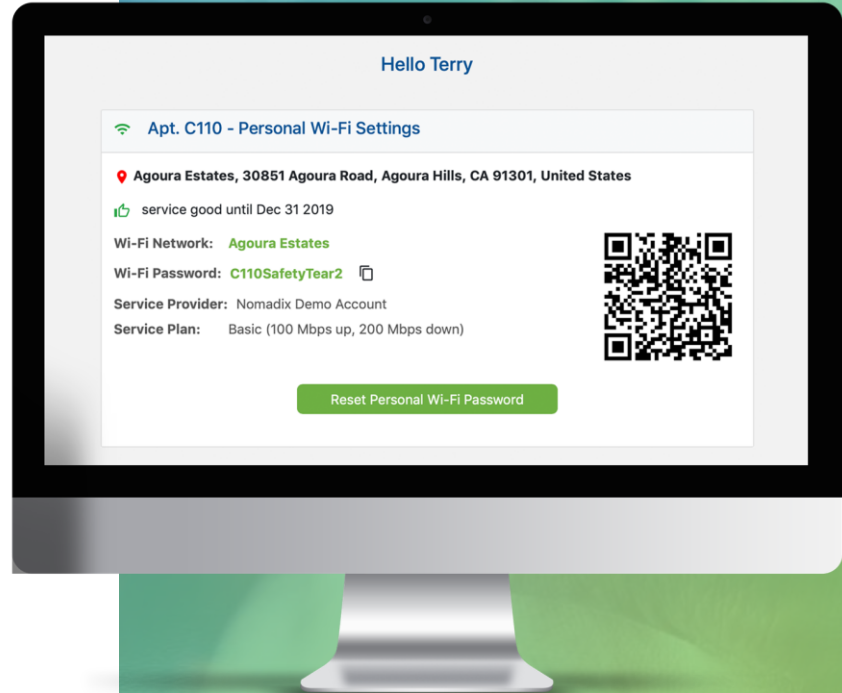 Hello Terry
Apt. C110 - Personal Wi-Fi Settings
Agoura Estates, 30851 Agoura Road, Agoura Hills, CA 91301, United States
service good until Dec 31 2019
Wi-Fi Network: Agoura Estates
Wi-Fi Password: C110SafetyTear2
Service Provider: Nomadix Demo Account
Service Plan: Basic (100 Mbps up, 200 Mbps down)
Reset Personal Wi-Fi Password